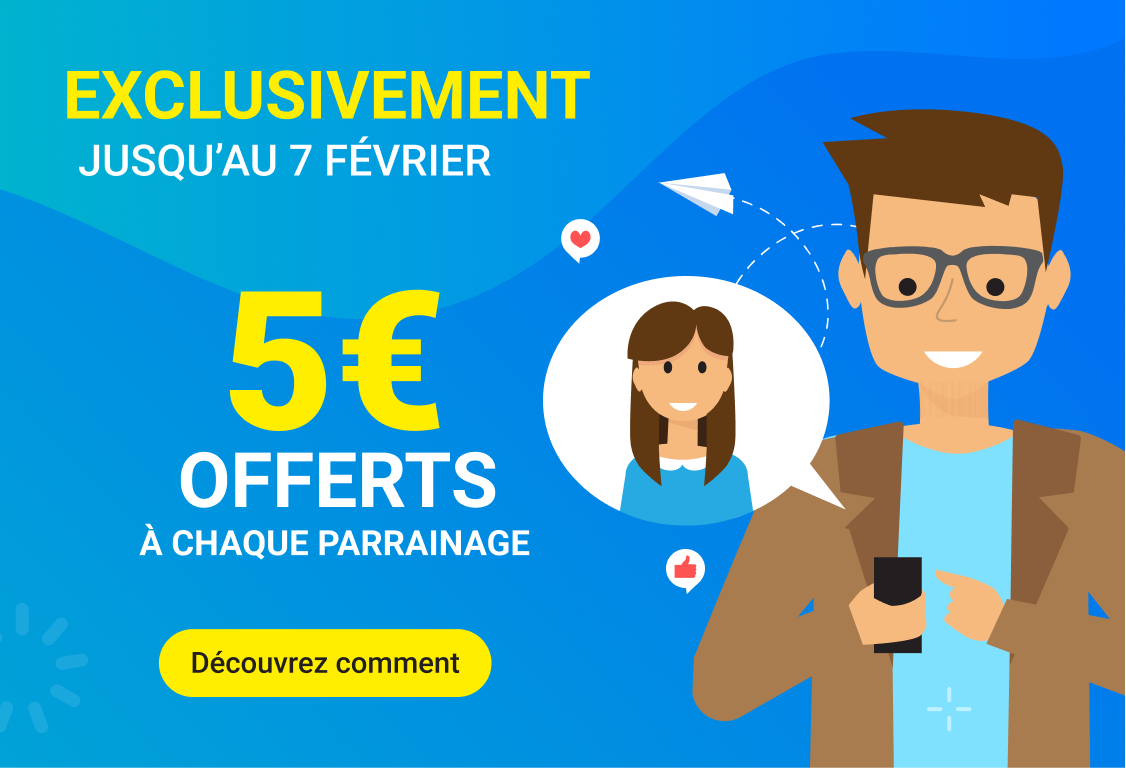 EXCLUSIVEMENT
JUSQU’AU 7 FÉVRIER
5€
OFFERTS
À CHAQUE PARRAINAGE
Découvrez comment